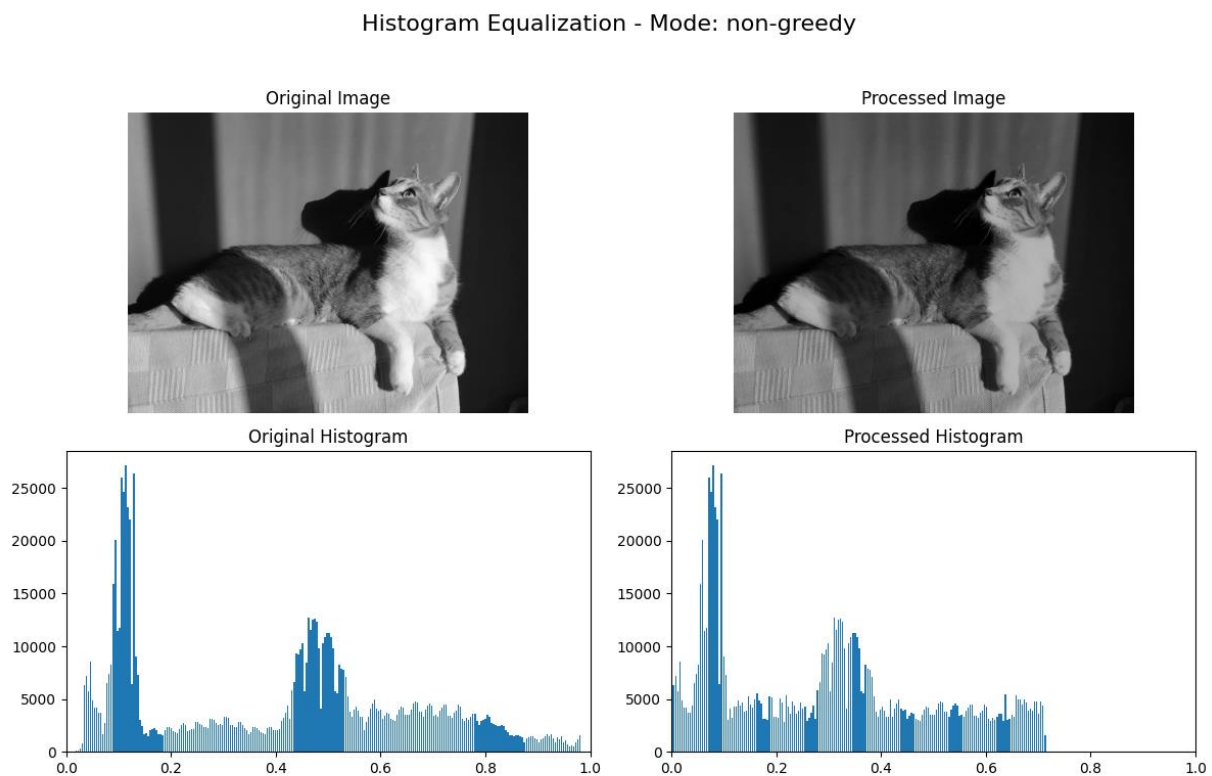 Histogram Equalization - Mode: non-greedy
Original Image
Processed Image
Original Histogram
Processed Histogram
25000
20000
15000
10000
5000
0
0.0 0.2 0.4 0.6 0.8 1.0
25000
20000
15000
10000
5000
0
0.0 0.2 0.4 0.6 0.8 1.0